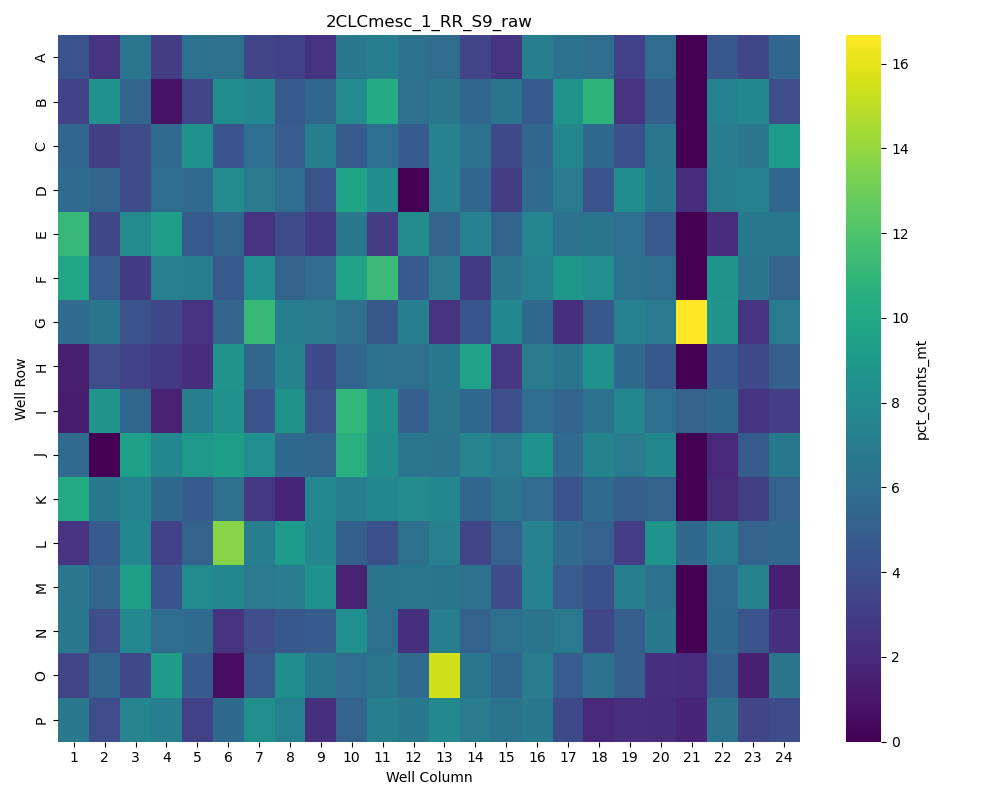 2CLCmesc_1_RR_S9_raw
A
B
C
D
E
F
G
H
I
J
K
L
M
N
O
P
Well Row
1 2 3 4 5 6 7 8 9 10 11 12 13 14 15 16 17 18 19 20 21 22 23 24
Well Column
16
14
12
10
8
6
4
2
0
pct_counts_mt